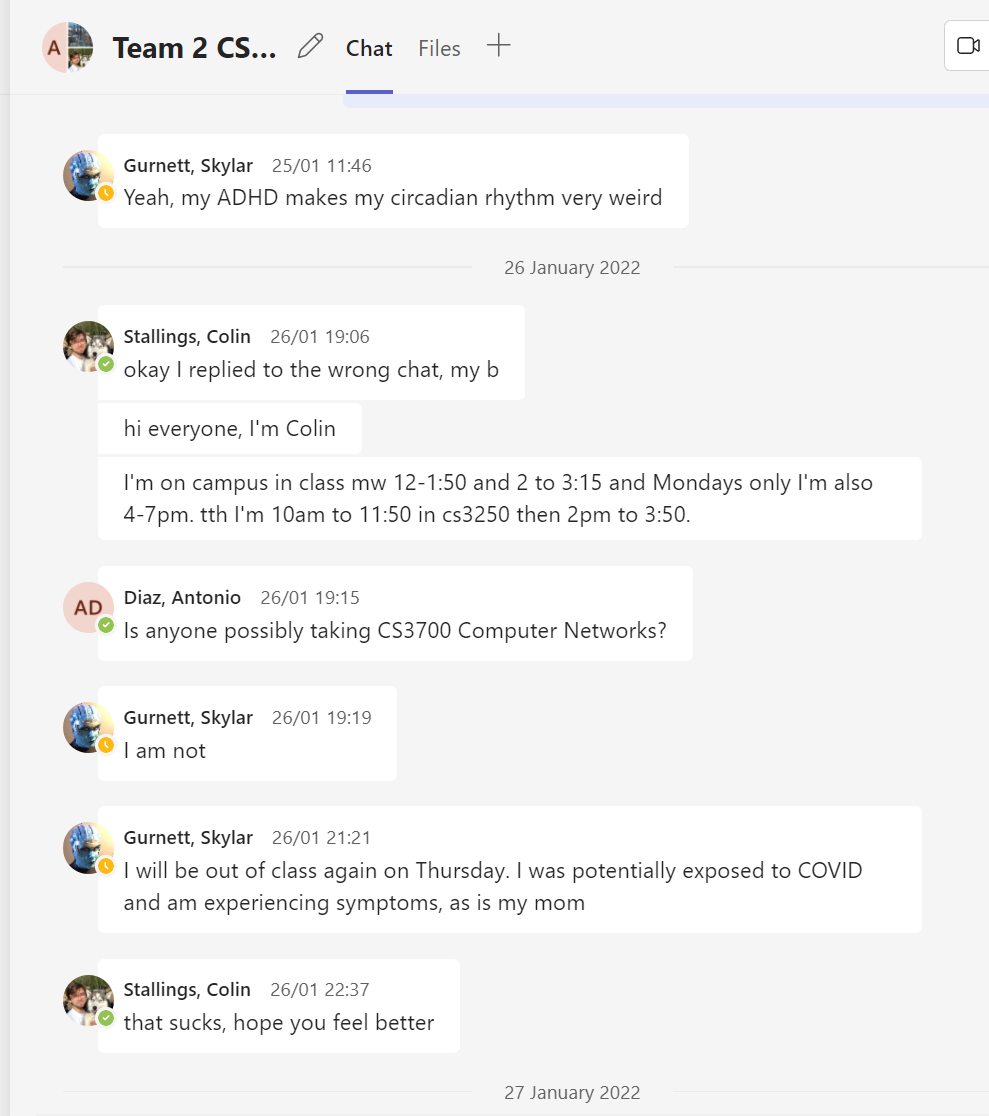 A
Team 2 CS...
Chat
Files
Gurnett, Skylar 25/01 11:46
Yeah, my ADHD makes my circadian rhythm very weird
26 January 2022
Stallings, Colin 26/01 19:06
okay I replied to the wrong chat, my b
hi everyone, I'm Colin
I'm on campus in class mw 12-1:50 and 2 to 3:15 and Mondays only I'm also
4-7pm. tth I'm 10am to 11:50 in cs3250 then 2pm to 3:50.
AD
Diaz, Antonio 26/01 19:15
Is anyone possibly taking CS3700 Computer Networks?
Gurnett, Skylar 26/01 19:19
I am not
Gurnett, Skylar 26/01 21:21
I will be out of class again on Thursday. I was potentially exposed to COVID
and am experiencing symptoms, as is my mom
Stallings, Colin 26/01 22:37
that sucks, hope you feel better
27 January 2022